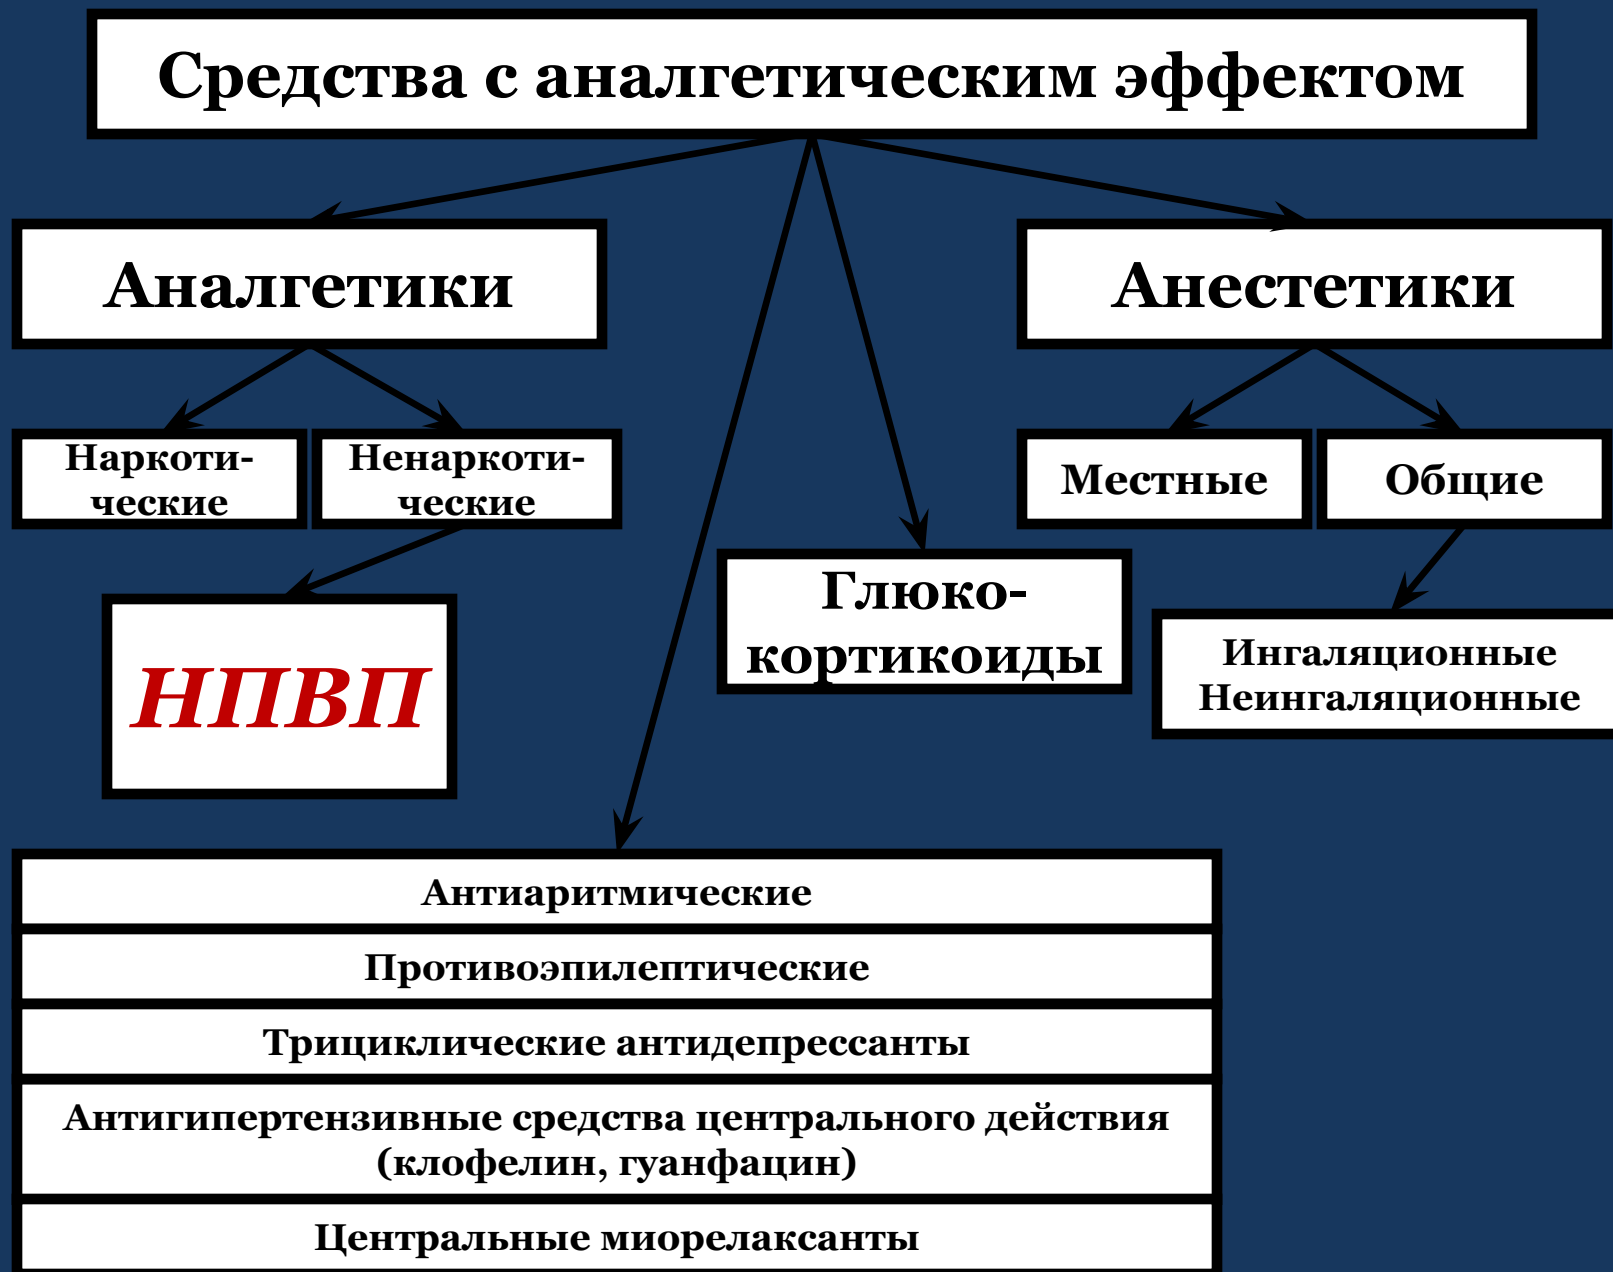 Средства с аналгетическим эффектом
Аналгетики
Анестетики
Наркоти-
ческие
Ненаркоти-
ческие
Местные
Общие
НПВП
Глюко-
кортикоиды
Ингаляционные
Неингаляционные
Антиаритмические
Противоэпилептические
Трициклические антидепрессанты
Антигипертензивные средства центрального действия
(клофелин, гуанфацин)
Центральные миорелаксанты